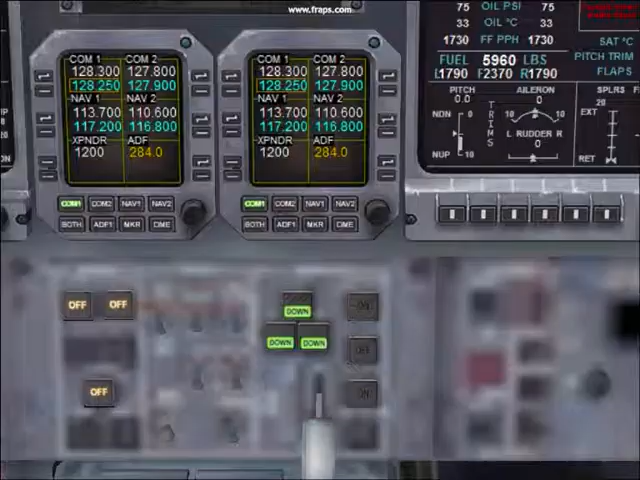 www.fraps.com
COM 1 COM 2
128.300 127.800
128.250 127.900
NAV 1 NAV 2
113.700 110.600
117.200 116.800
XPNDR ADF
1200 284.0
COM1 COM2 NAV1 NAV2
BOTH ADF1 MKR DME
COM 1 COM 2
128.300 127.800
128.250 127.900
NAV 1 NAV 2
113.700 110.600
117.200 116.800
XPNDR ADF
1200 284.0
COM1 COM2 NAV1 NAV2
BOTH ADF1 MKR DME
75 OIL PSI 75
33 OIL °C 33
1730 FF PPH 1730
FUEL 5960 LBS
L1790 F2370 R1790
SAT °C
PITCH TRIM
FLAPS
PITCH
0.0
NDN 0
NUP 10
TRIMS
AILERON
0
10 10
L RUDDER R
0
SPLRS
20
EXT
RET
OFF OFF
OFF
DOWN
DOWN DOWN